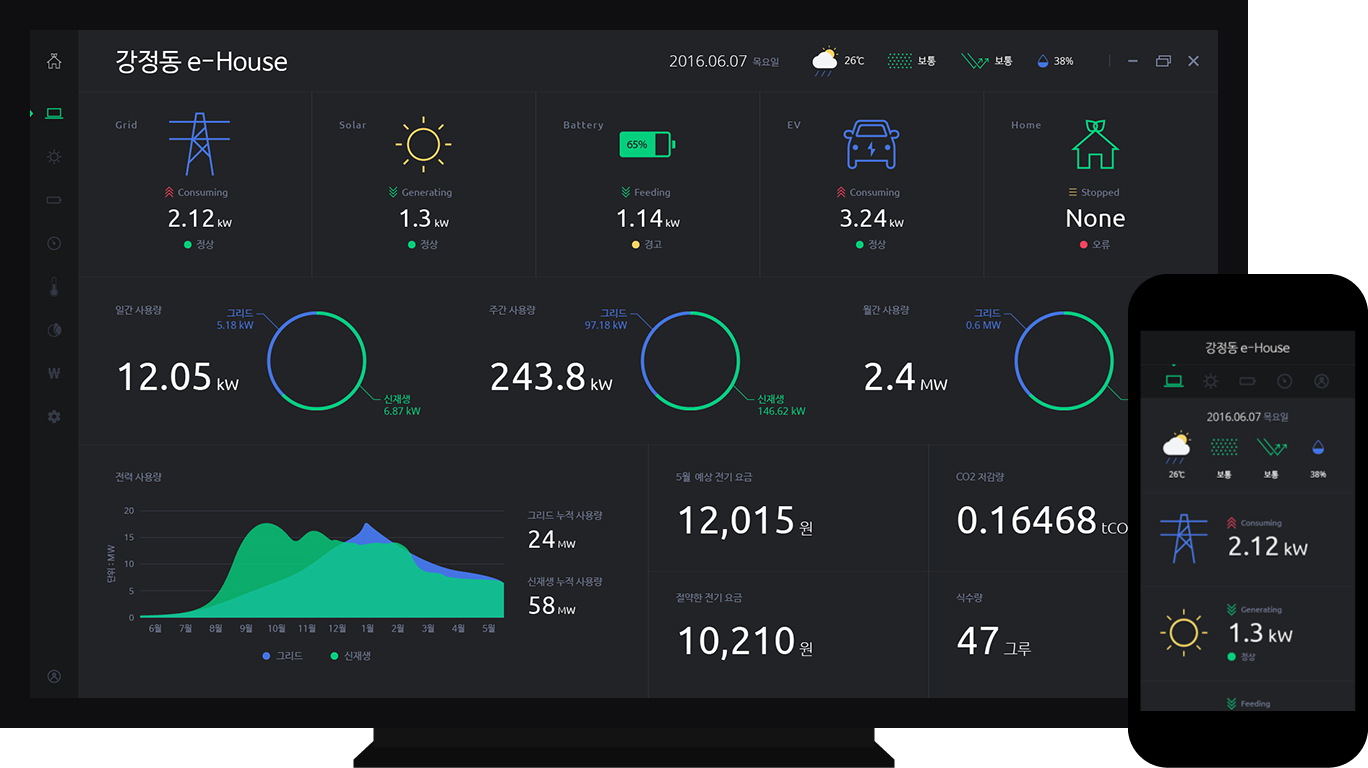 강정동 e-House
2016.06.07 목요일
26℃
보통
보통
38%
Grid
Consuming
2.12 kW
정상
Solar
Generating
1.3 kW
정상
Battery
65%
Feeding
1.14 kW
경고
EV
Consuming
3.24 kW
정상
Home
Stopped
None
오류
일간 사용량
12.05 kW
그리드
5.18 kW
신재생
6.87 kW
주간 사용량
243.8 kW
그리드
97.18 kW
신재생
146.62 kW
월간 사용량
2.4 MW
그리드
0.6 MW
전력 사용량
단위 : MW
20
15
10
5
0
6월 7월 8월 9월 10월 11월 12월 1월 2월 3월 4월 5월
그리드 신재생
그리드 누적 사용량
24 MW
신재생 누적 사용량
58 MW
5월 예상 전기 요금
12,015 원
절약한 전기 요금
10,210 원
CO2 저감량
0.16468 tCO
식수량
47 그루
W
강정동 e-House
2016.06.07 목요일
26℃ 보통 보통 38%
Consuming
2.12 kW
Generating
1.3 kW
정상
Feeding